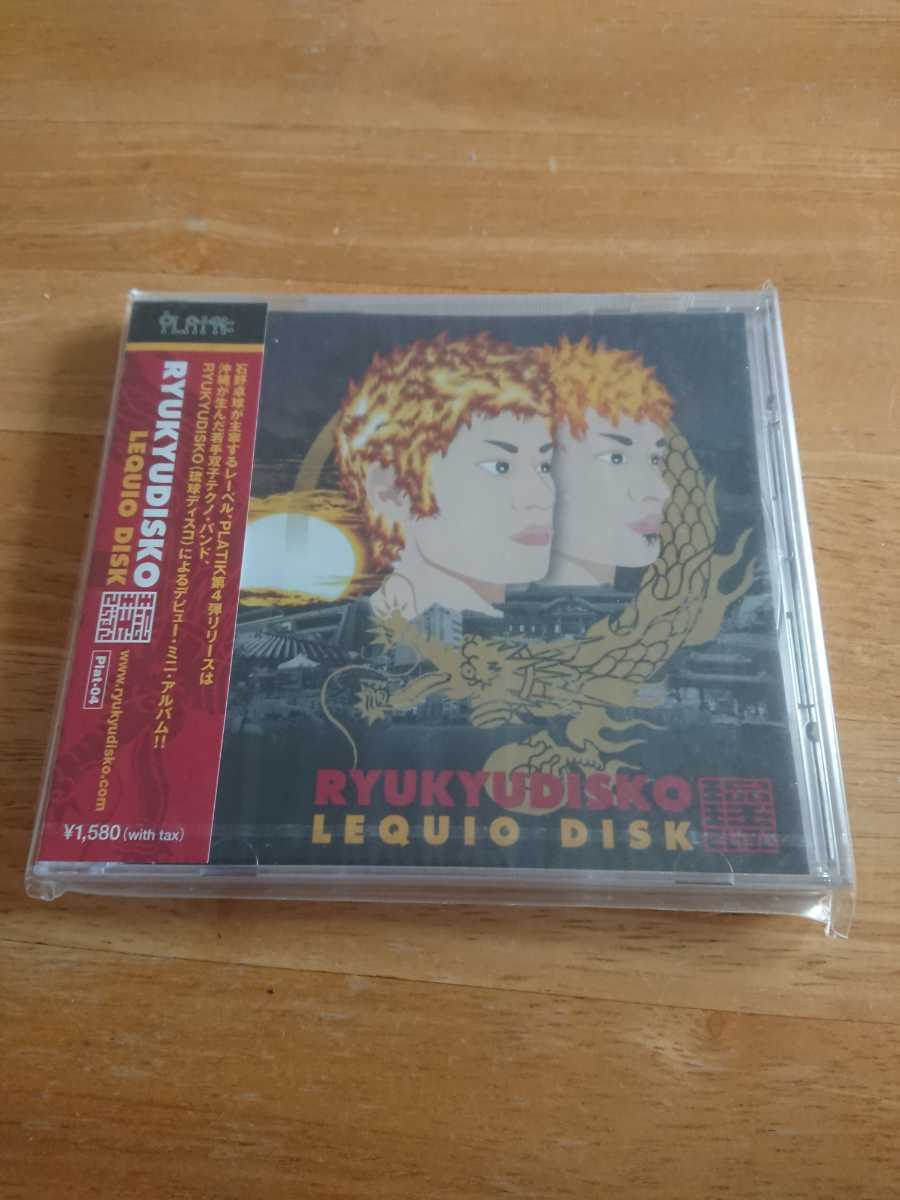 PLATIK
RYUKYUDISKO
LEQUIO DISK
石野卓球が主宰するレーベル、PLATIK第4弾リリースは
沖縄が生んだ若手双子テクノ・バンド、
RYUKYUDISKO(琉球ディスコ)によるデビュー・ミニ・アルバム!!
www.ryukyudisko.com
Plat-04
¥1,580(with tax)
RYUKYUDISKO
LEQUIO DISK